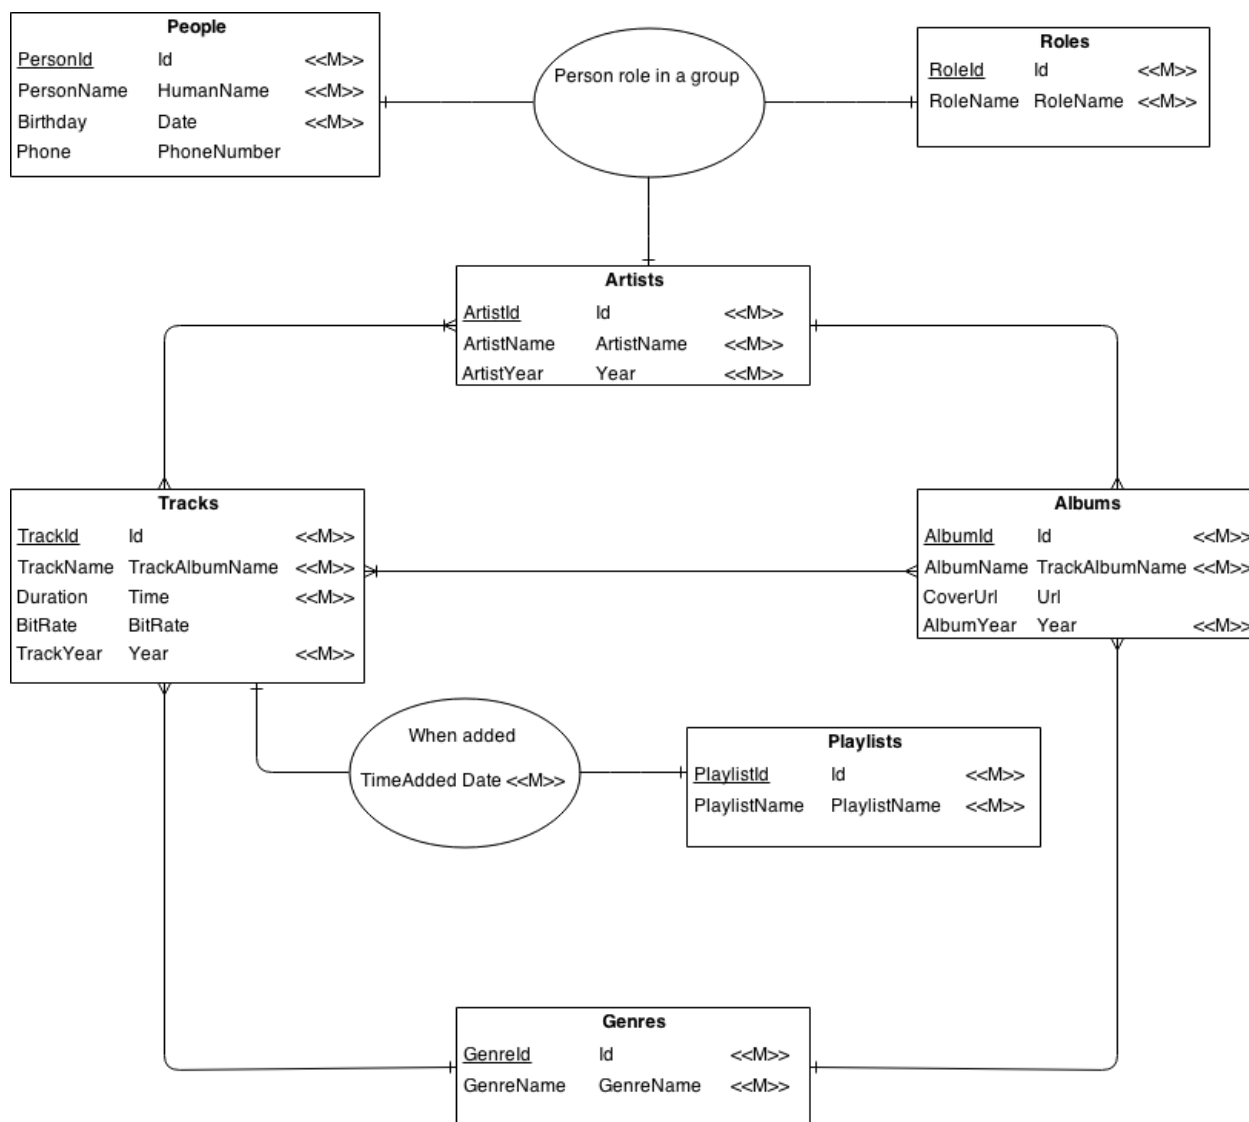 People
PersonId Id <<M>>
PersonName HumanName <<M>>
Birthday Date <<M>>
Phone PhoneNumber
Person role in a group
Roles
RoleId Id <<M>>
RoleName RoleName <<M>>
Artists
ArtistId Id <<M>>
ArtistName ArtistName <<M>>
ArtistYear Year <<M>>
Tracks
TrackId Id <<M>>
TrackName TrackAlbumName <<M>>
Duration Time <<M>>
BitRate BitRate
TrackYear Year <<M>>
Albums
AlbumId Id <<M>>
AlbumName TrackAlbumName <<M>>
CoverUrl Url
AlbumYear Year <<M>>
When added
TimeAdded Date <<M>>
Playlists
PlaylistId Id <<M>>
PlaylistName PlaylistName <<M>>
Genres
GenreId Id <<M>>
GenreName GenreName <<M>>